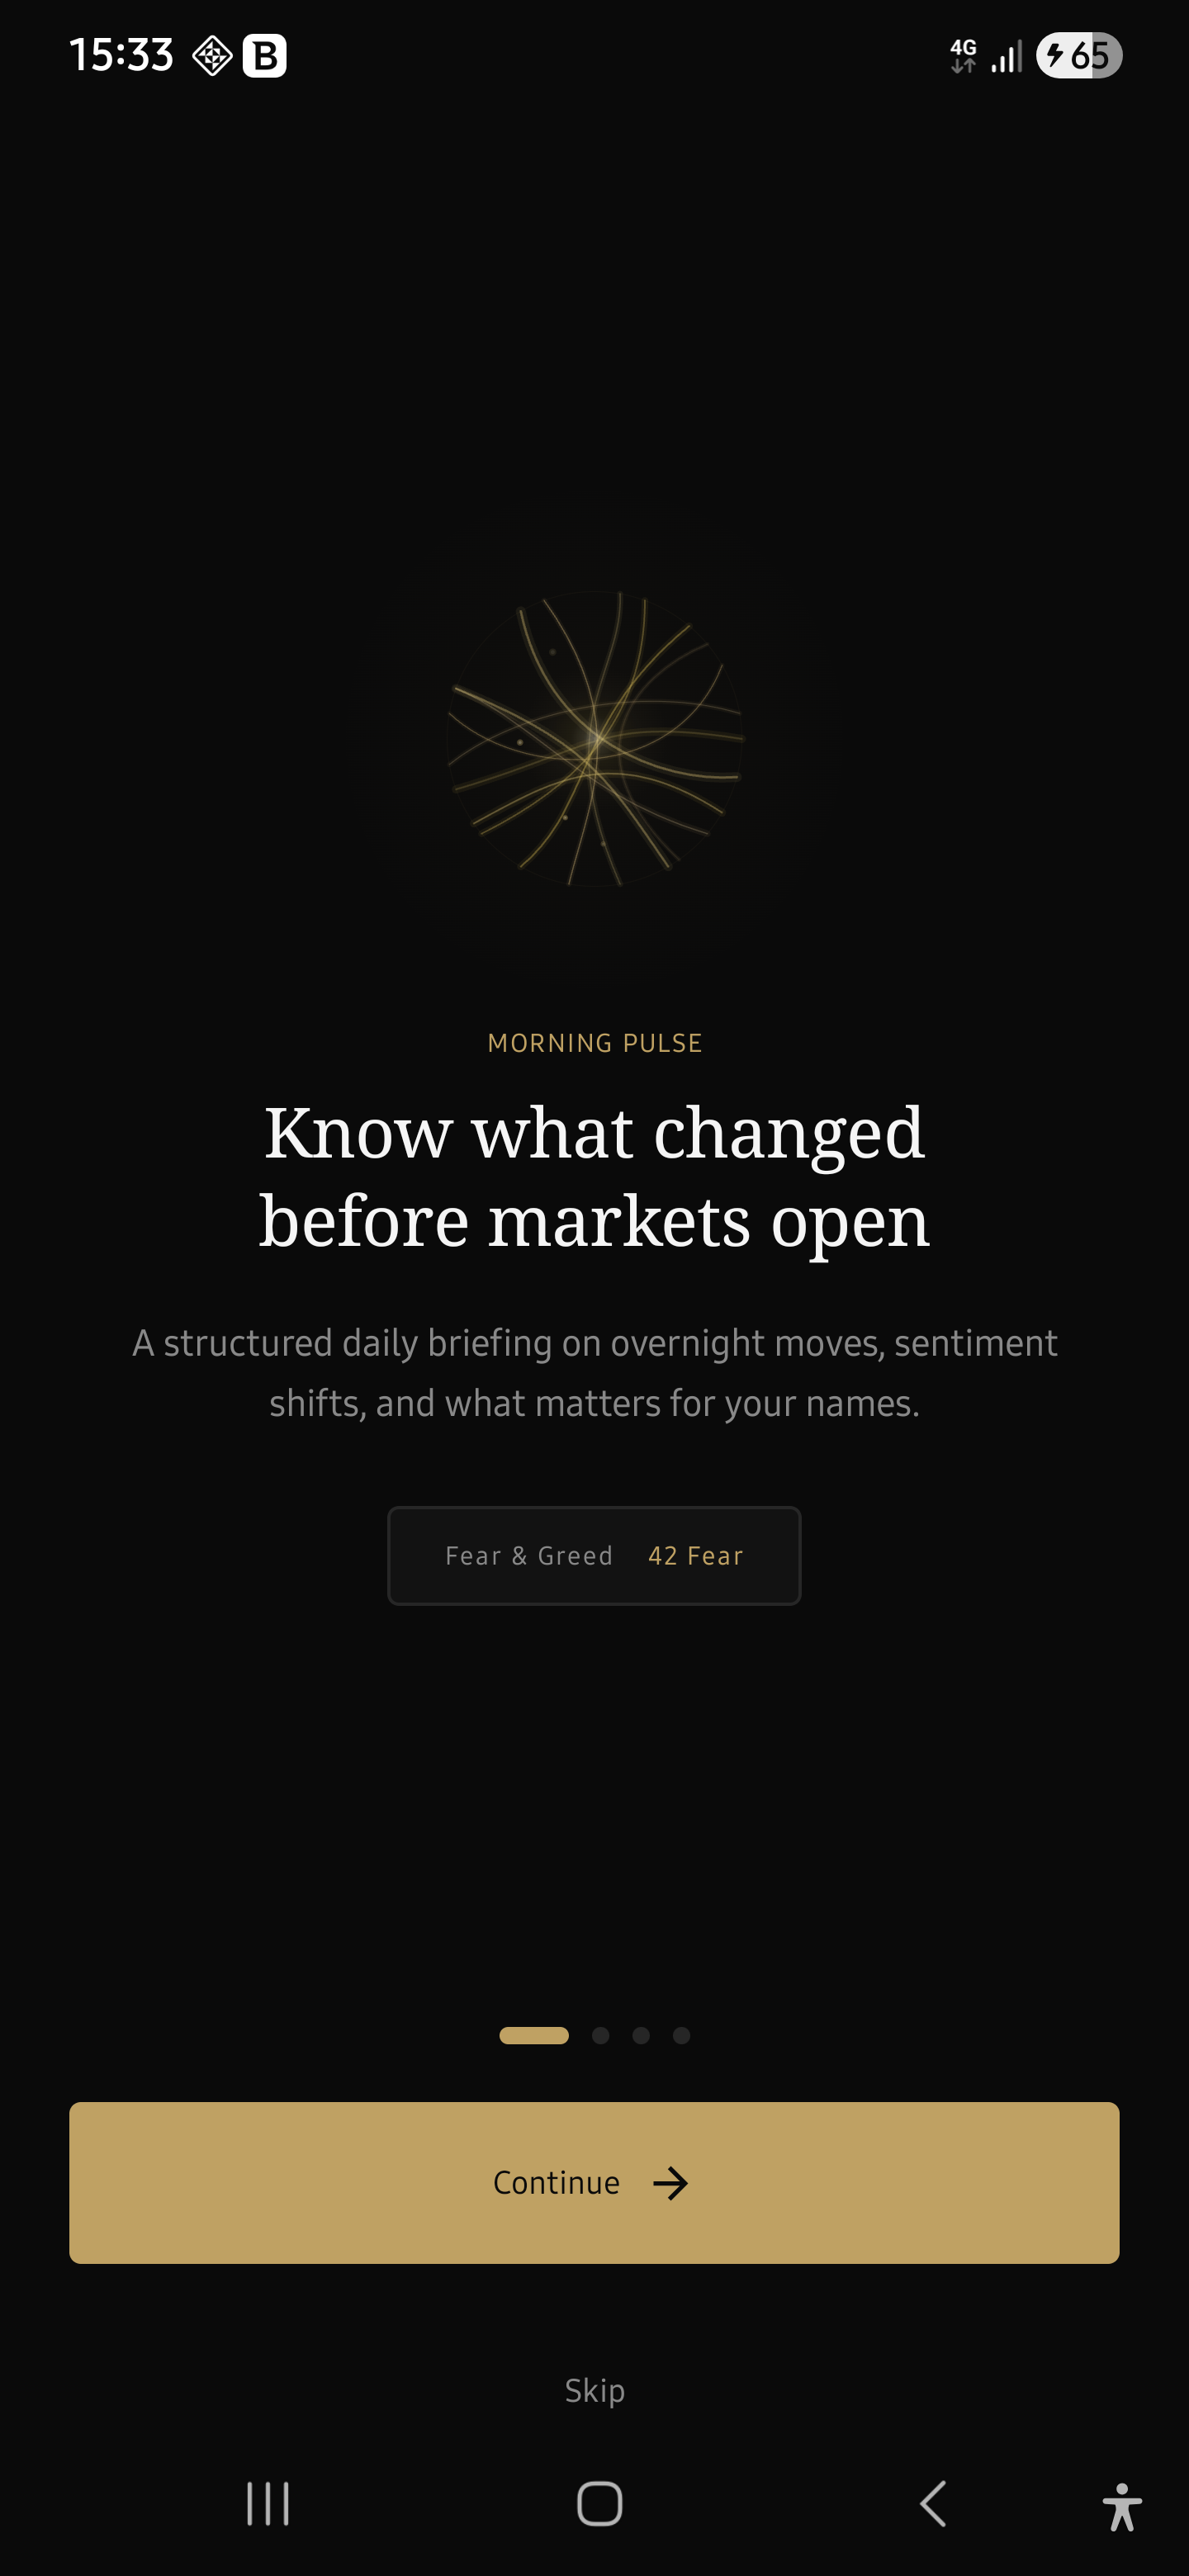 15:33 B 4G 65
MORNING PULSE
Know what changed
before markets open
A structured daily briefing on overnight moves, sentiment
shifts, and what matters for your names.
Fear & Greed 42 Fear
Continue
Skip